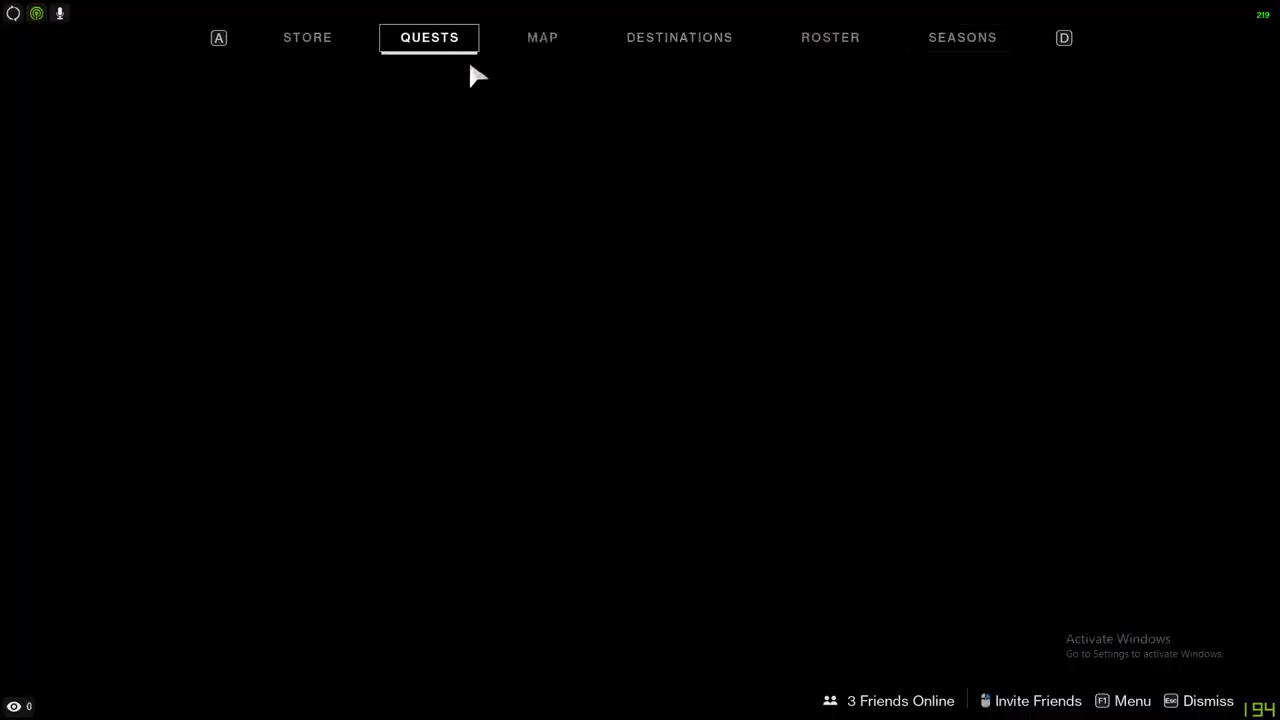 219
A STORE QUESTS MAP DESTINATIONS ROSTER SEASONS D
Activate Windows
Go to Settings to activate Windows.
0 3 Friends Online Invite Friends F1 Menu Esc Dismiss 194